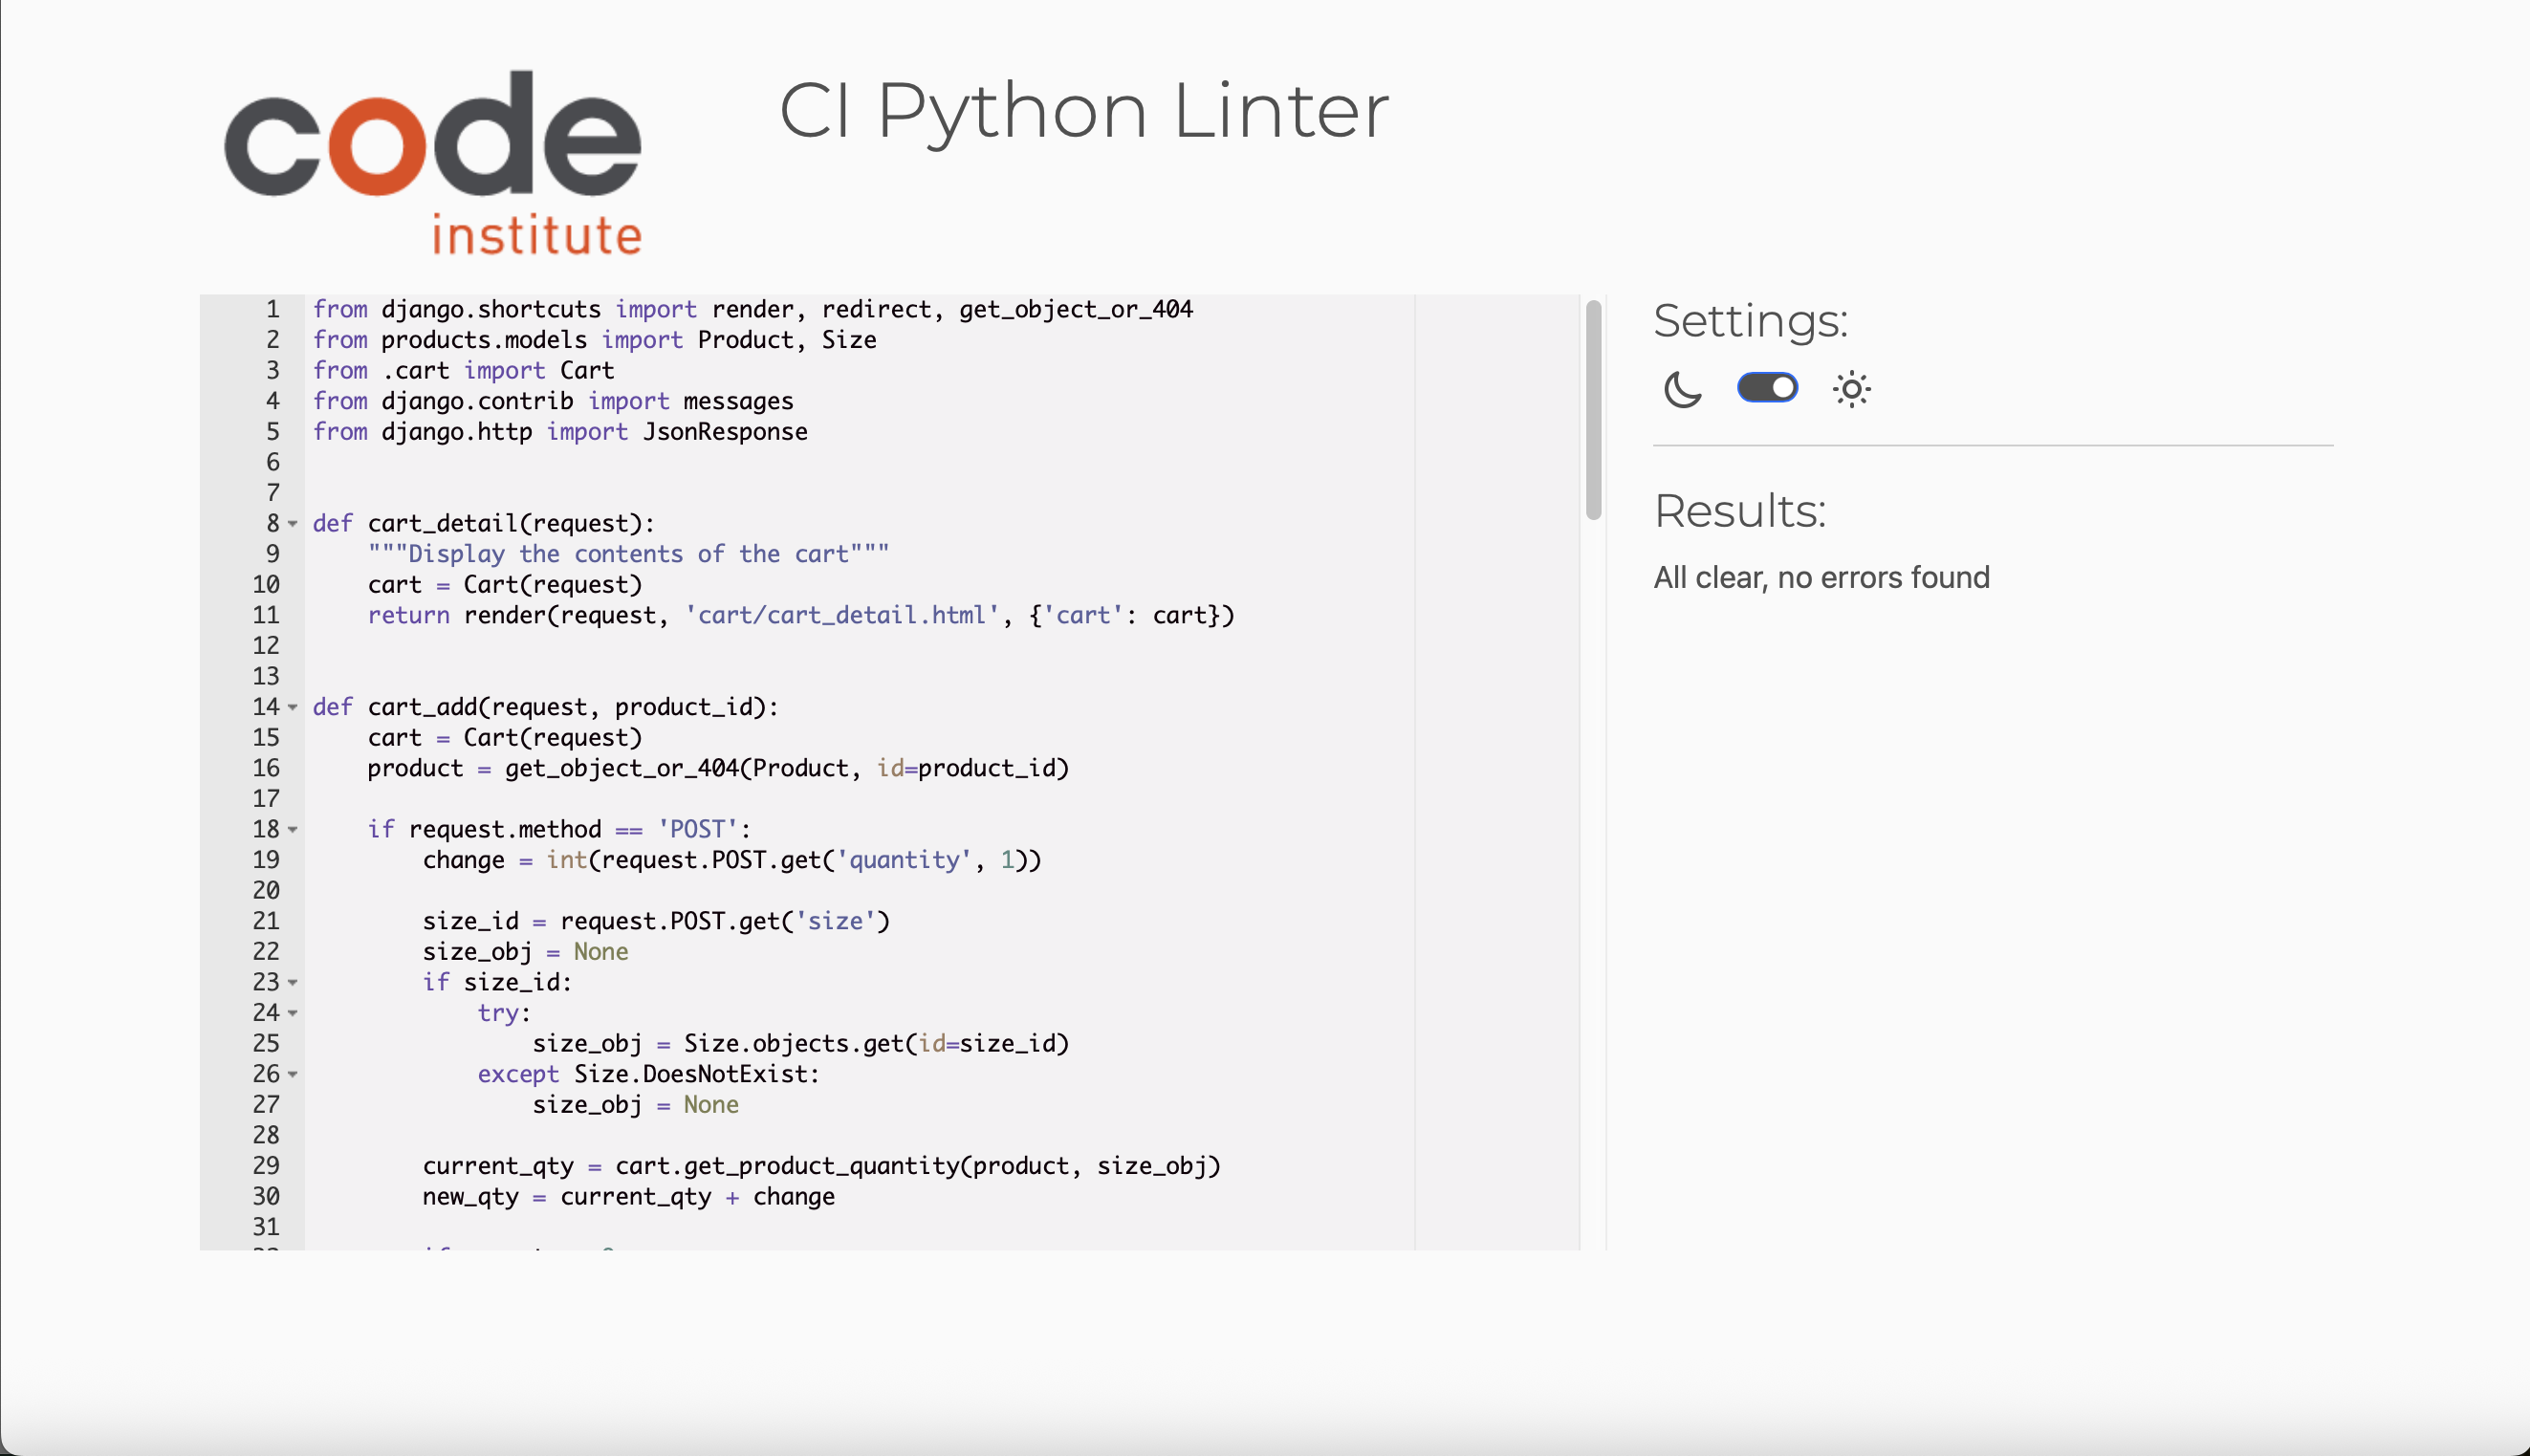 code
institute
CI Python Linter
1 from django.shortcuts import render, redirect, get_object_or_404
2 from products.models import Product, Size
3 from .cart import Cart
4 from django.contrib import messages
5 from django.http import JsonResponse
6
7
8 def cart_detail(request):
9     """Display the contents of the cart"""
10     cart = Cart(request)
11     return render(request, 'cart/cart_detail.html', {'cart': cart})
12
13
14 def cart_add(request, product_id):
15     cart = Cart(request)
16     product = get_object_or_404(Product, id=product_id)
17
18     if request.method == 'POST':
19         change = int(request.POST.get('quantity', 1))
20
21         size_id = request.POST.get('size')
22         size_obj = None
23         if size_id:
24             try:
25                 size_obj = Size.objects.get(id=size_id)
26             except Size.DoesNotExist:
27                 size_obj = None
28
29         current_qty = cart.get_product_quantity(product, size_obj)
30         new_qty = current_qty + change
31
Settings:
Results:
All clear, no errors found